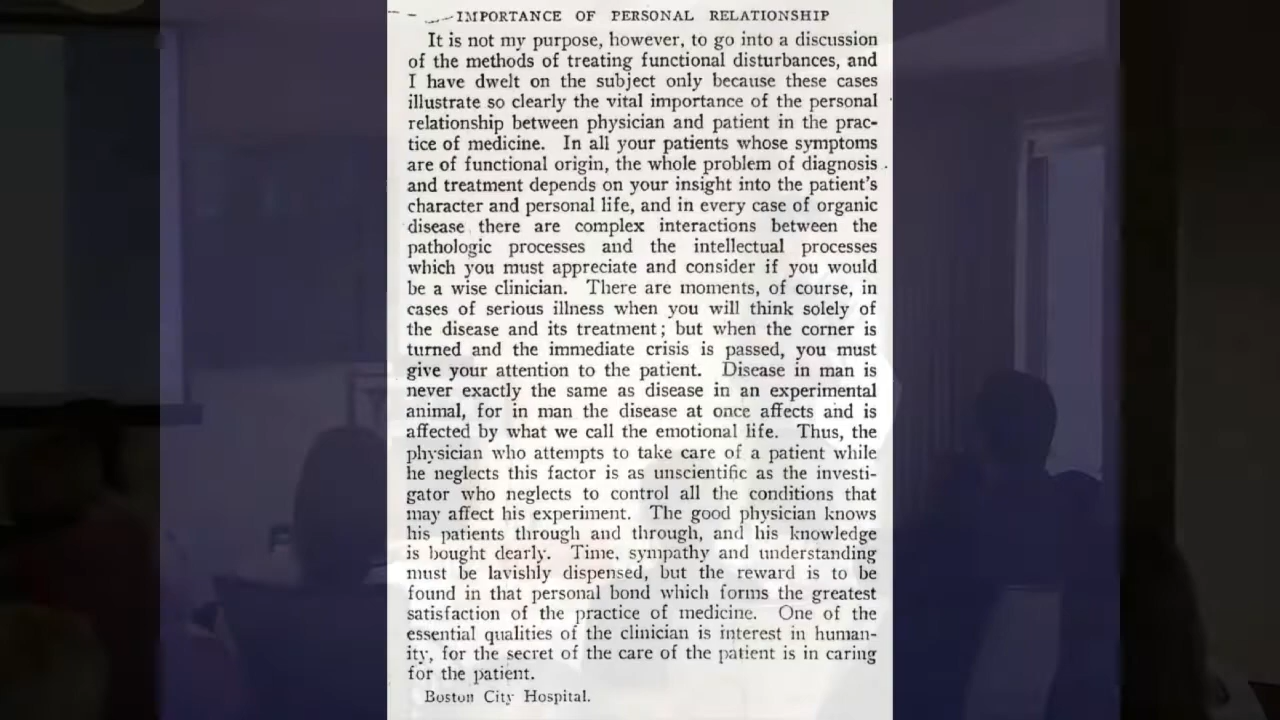 IMPORTANCE OF PERSONAL RELATIONSHIP
It is not my purpose, however, to go into a discussion
of the methods of treating functional disturbances, and
I have dwelt on the subject only because these cases
illustrate so clearly the vital importance of the personal
relationship between physician and patient in the prac-
tice of medicine. In all your patients whose symptoms
are of functional origin, the whole problem of diagnosis
and treatment depends on your insight into the patient's
character and personal life, and in every case of organic
disease there are complex interactions between the
pathologic processes and the intellectual processes
which you must appreciate and consider if you would
be a wise clinician. There are moments, of course, in
cases of serious illness when you will think solely of
the disease and its treatment; but when the corner is
turned and the immediate crisis is passed, you must
give your attention to the patient. Disease in man is
never exactly the same as disease in an experimental
animal, for in man the disease at once affects and is
affected by what we call the emotional life. Thus, the
physician who attempts to take care of a patient while
he neglects this factor is as unscientific as the investi-
gator who neglects to control all the conditions that
may affect his experiment. The good physician knows
his patients through and through, and his knowledge
is bought dearly. Time, sympathy and understanding
must be lavishly dispensed, but the reward is to be
found in that personal bond which forms the greatest
satisfaction of the practice of medicine. One of the
essential qualities of the clinician is interest in human-
ity, for the secret of the care of the patient is in caring
for the patient.
Boston City Hospital.